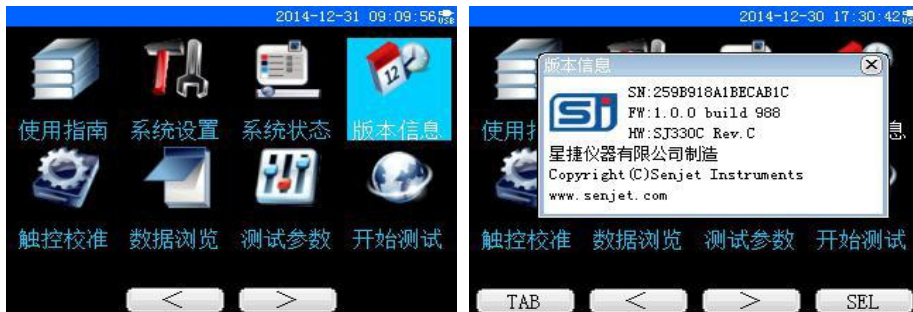 2014-12-31 09:09:56 USB
12
使用指南 系统设置 系统状态 版本信息
触控校准 数据浏览 测试参数 开始测试
< >
2014-12-30 17:30:42
版本信息
SJ
SN:259B918A1BECAB1C
FW:1.0.0 build 988
HW:SJ330C Rev.C
星捷仪器有限公司制造
Copyright(C)Senjet Instruments
www.senjet.com
使用 息
触控校准 数据浏览 测试参数 开始测试
TAB < > SEL